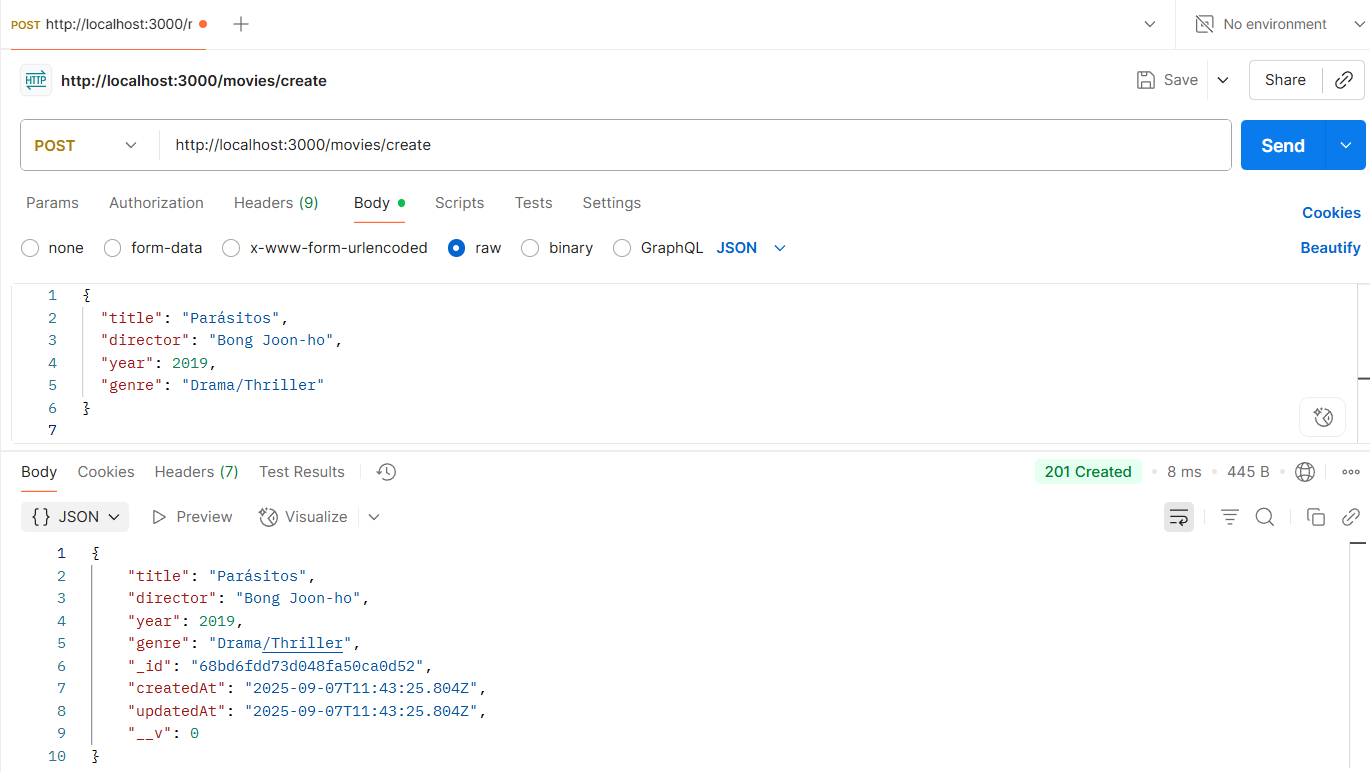 POST http://localhost:3000/r
No environment
HTTP http://localhost:3000/movies/create
Save
Share
POST http://localhost:3000/movies/create
Send
Params Authorization Headers (9) Body Scripts Tests Settings
Cookies
none form-data x-www-form-urlencoded raw binary GraphQL JSON
Beautify
1 {
2 "title": "Parásitos",
3 "director": "Bong Joon-ho",
4 "year": 2019,
5 "genre": "Drama/Thriller"
6 }
7
Body Cookies Headers (7) Test Results
201 Created 8 ms 445 B
{} JSON Preview Visualize
1 {
2 "title": "Parásitos",
3 "director": "Bong Joon-ho",
4 "year": 2019,
5 "genre": "Drama/Thriller",
6 "_id": "68bd6fdd73d048fa50ca0d52",
7 "createdAt": "2025-09-07T11:43:25.804Z",
8 "updatedAt": "2025-09-07T11:43:25.804Z",
9 "__v": 0
10 }